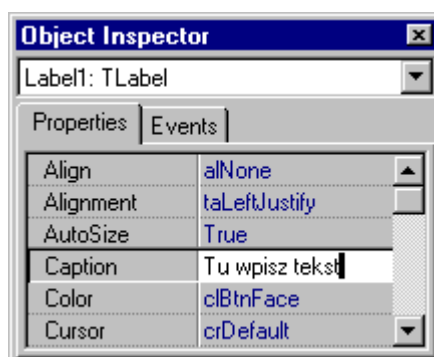 Object Inspector
Label1: TLabel
Properties Events
Align alNone
Alignment taLeftJustify
AutoSize True
Caption Tu wpisz tekst
Color clBtnFace
Cursor crDefault